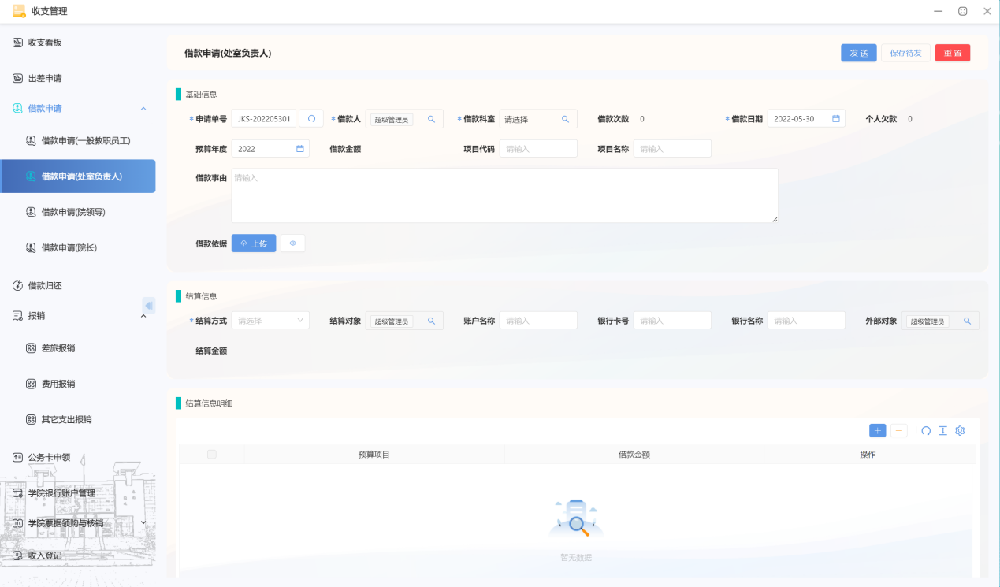 收支管理
收支看板
出差申请
借款申请
借款申请(一般教职员工)
借款申请(处室负责人)
借款申请(院领导)
借款申请(院长)
借款归还
报销
差旅报销
费用报销
其它支出报销
公务卡申领
学院银行账户管理
学院票据领购与核销
收入登记
借款申请(处室负责人)
发 送 保存待发 重 置
基础信息
* 申请单号 JKS-202205301 * 借款人 超级管理员 * 借款科室 请选择 借款次数 0 * 借款日期 2022-05-30 个人欠款 0
预算年度 2022 借款金额 项目代码 请输入 项目名称 请输入
借款事由 请输入
借款依据 上传
结算信息
* 结算方式 请选择 结算对象 超级管理员 账户名称 请输入 银行卡号 请输入 银行名称 请输入 外部对象 超级管理员
结算金额
结算信息明细
预算项目 借款金额 操作
暂无数据